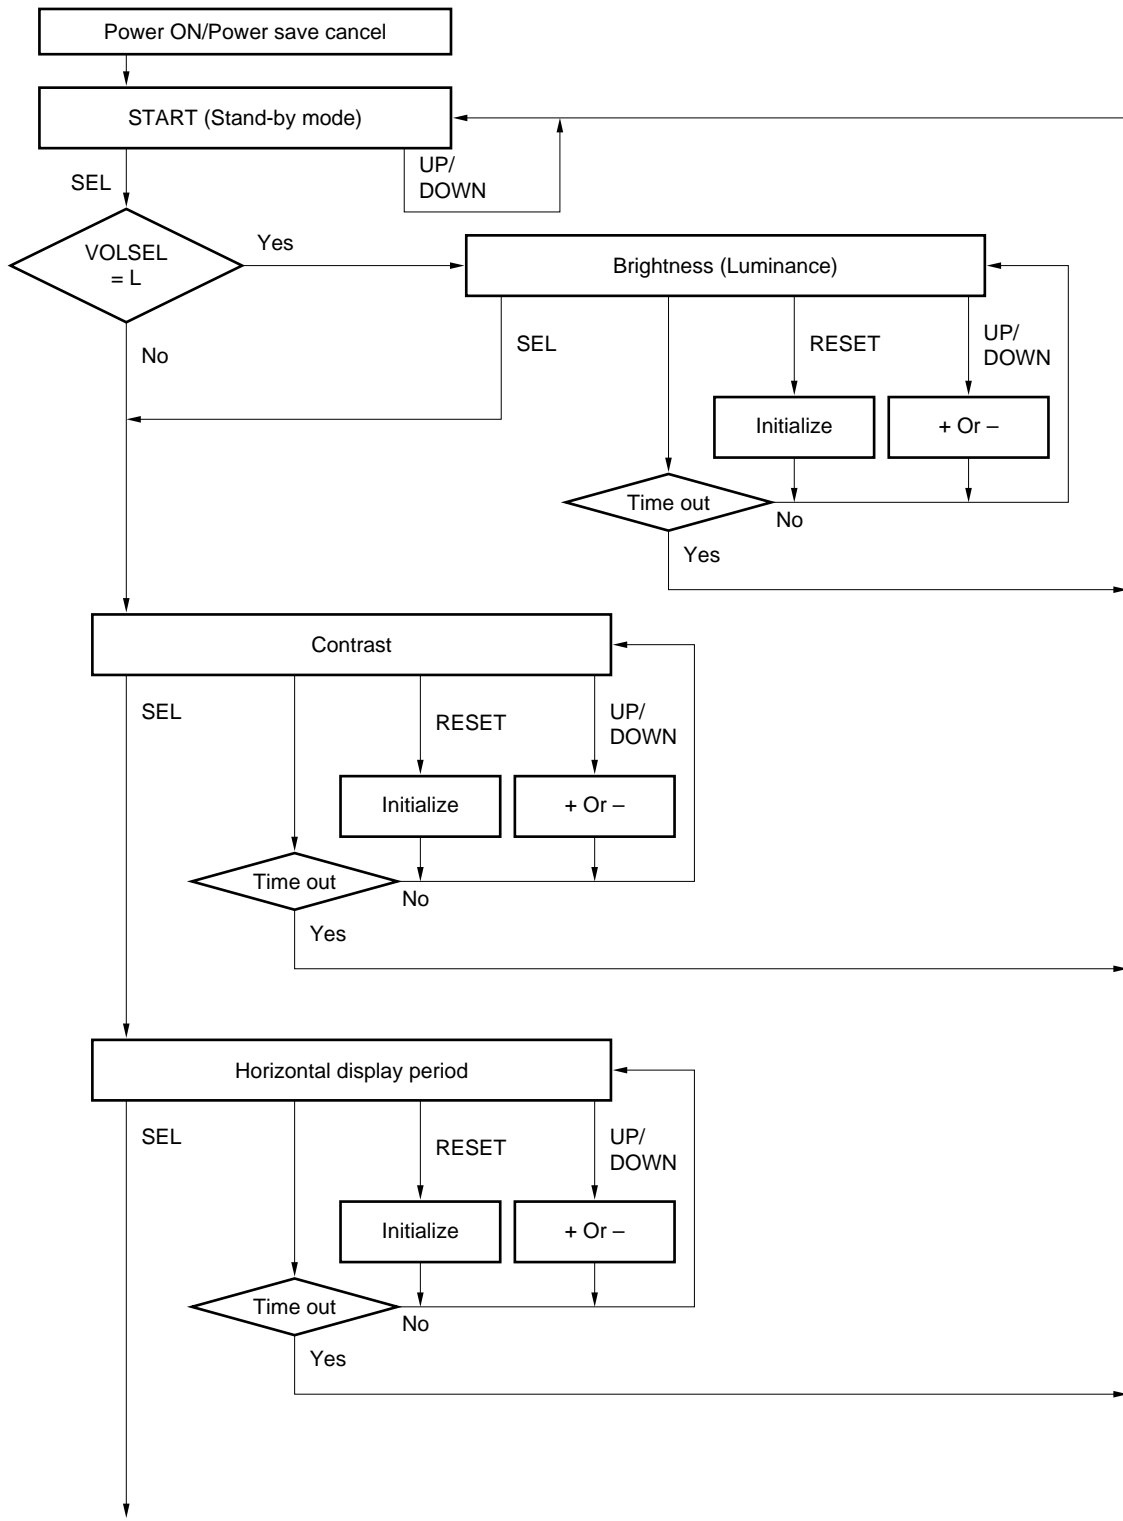 Power ON/Power save cancel
START (Stand-by mode)
UP/
DOWN
SEL
VOLSEL
= L
Yes
Brightness (Luminance)
No
SEL
RESET
UP/
DOWN
Initialize
+ Or –
Time out
No
Yes
Contrast
SEL
RESET
UP/
DOWN
Initialize
+ Or –
Time out
No
Yes
Horizontal display period
SEL
RESET
UP/
DOWN
Initialize
+ Or –
Time out
No
Yes